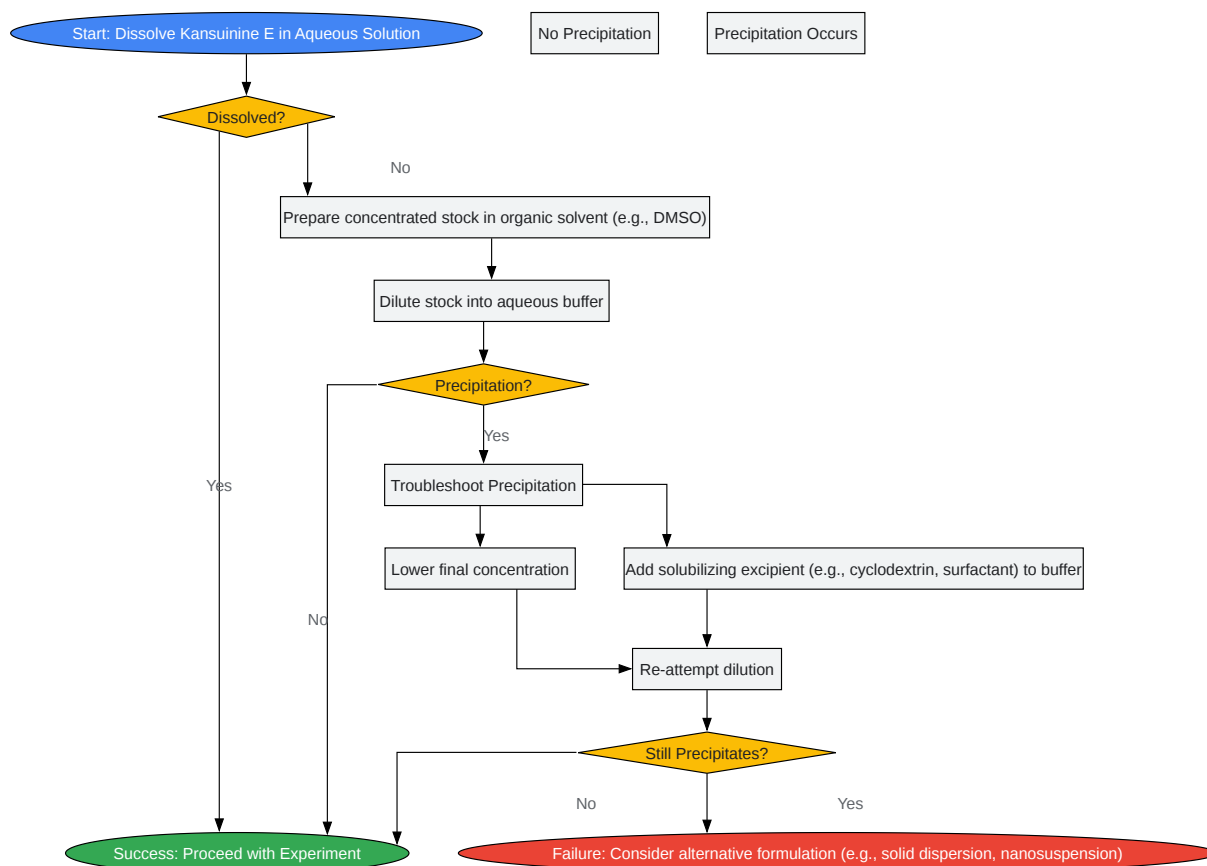 Start: Dissolve Kansuinine E in Aqueous Solution
No Precipitation
Precipitation Occurs
Dissolved?
No
Prepare concentrated stock in organic solvent (e.g., DMSO)
Dilute stock into aqueous buffer
Precipitation?
Yes
Yes
Troubleshoot Precipitation
Lower final concentration
Add solubilizing excipient (e.g., cyclodextrin, surfactant) to buffer
No
Re-attempt dilution
Still Precipitates?
No
Yes
Success: Proceed with Experiment
Failure: Consider alternative formulation (e.g., solid dispersion, nanosuspension)